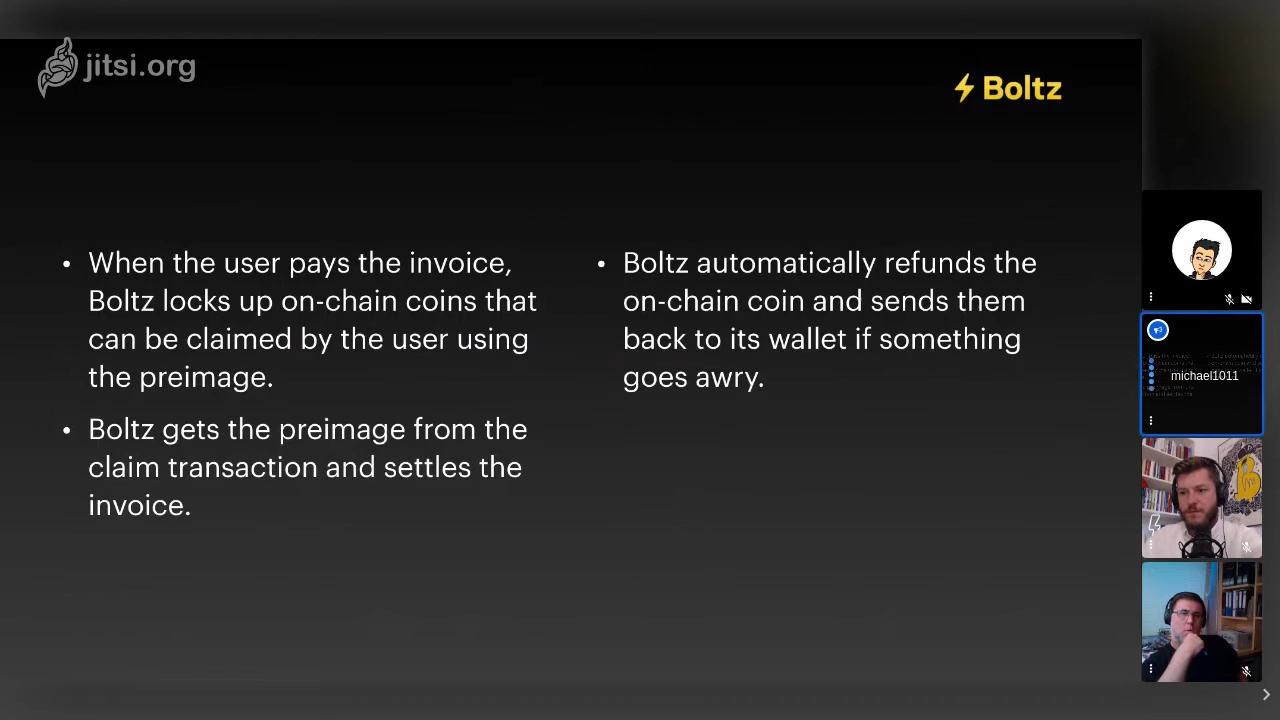 jitsi.org
Boltz
When the user pays the invoice,
Boltz locks up on-chain coins that
can be claimed by the user using
the preimage.
Boltz gets the preimage from the
claim transaction and settles the
invoice.
Boltz automatically refunds the
on-chain coin and sends them
back to its wallet if something
goes awry.
michael1011